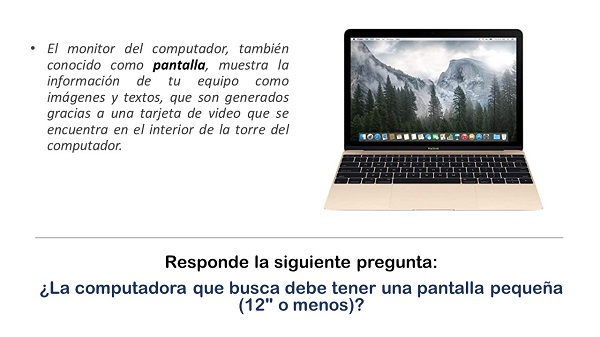 • El monitor del computador, también
conocido como pantalla, muestra la
información de tu equipo como
imágenes y textos, que son generados
gracias a una tarjeta de video que se
encuentra en el interior de la torre del
computador.
Responde la siguiente pregunta:
¿La computadora que busca debe tener una pantalla pequeña
(12" o menos)?